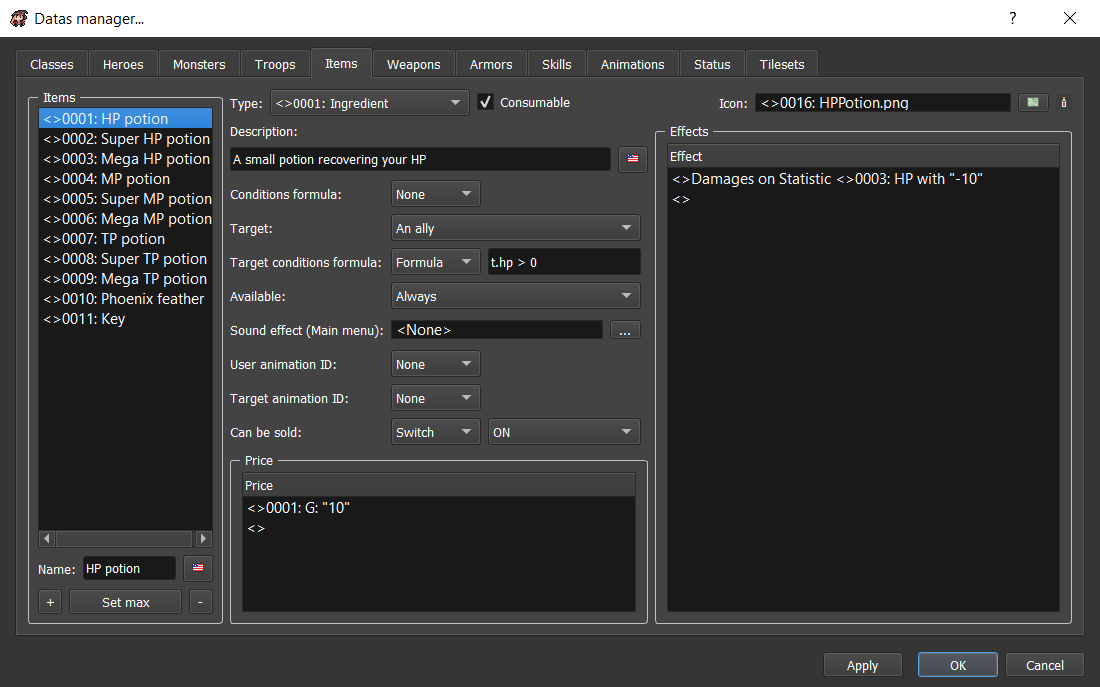 Datas manager...
?
Classes Heroes Monsters Troops Items Weapons Armors Skills Animations Status Tilesets
Items
<>0001: HP potion
<>0002: Super HP potion
<>0003: Mega HP potion
<>0004: MP potion
<>0005: Super MP potion
<>0006: Mega MP potion
<>0007: TP potion
<>0008: Super TP potion
<>0009: Mega TP potion
<>0010: Phoenix feather
<>0011: Key
Name: HP potion
+ Set max -
Type: <>0001: Ingredient Consumable
Description:
A small potion recovering your HP
Conditions formula: None
Target: An ally
Target conditions formula: Formula t.hp > 0
Available: Always
Sound effect (Main menu): <None> ...
User animation ID: None
Target animation ID: None
Can be sold: Switch ON
Price
Price
<>0001: G: "10"
<>
Icon: <>0016: HPPotion.png
Effects
Effect
<>Damages on Statistic <>0003: HP with "-10"
<>
Apply OK Cancel